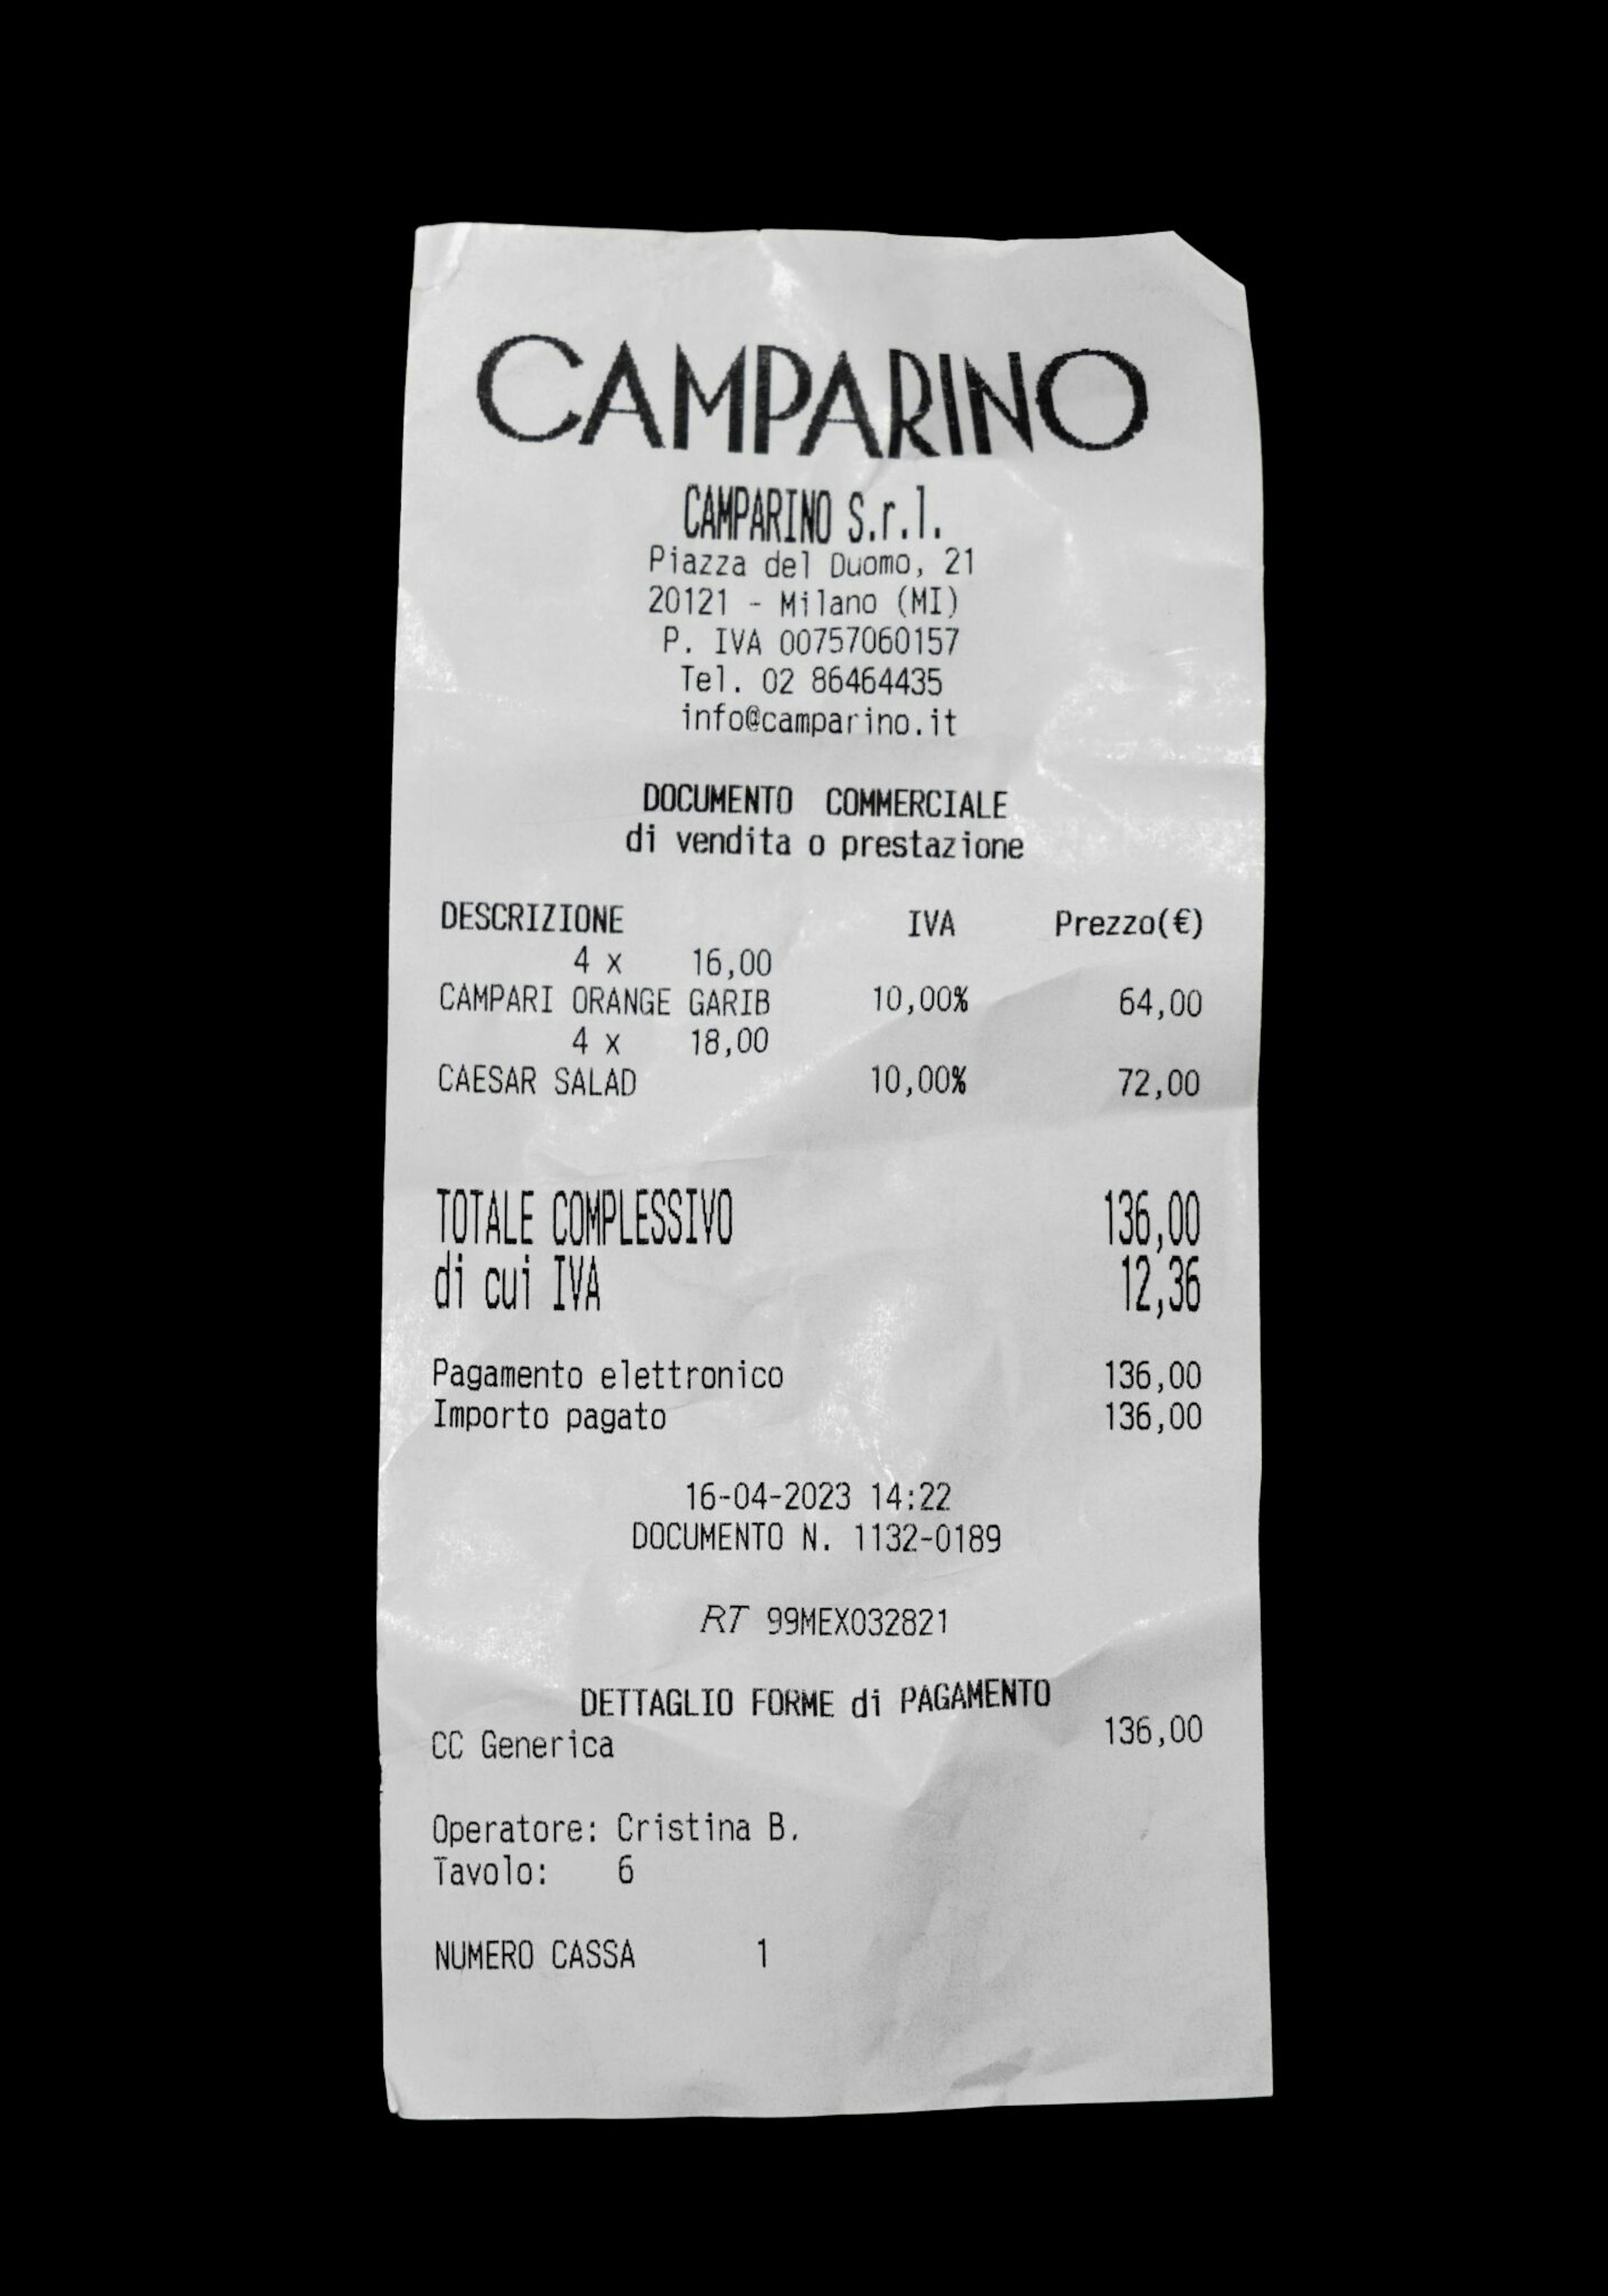 CAMPARINO
CAMPARINO S.r.l.
Piazza del Duomo, 21
20121 - Milano (MI)
P. IVA 00757060157
Tel. 02 86464435
info@camparino.it
DOCUMENTO COMMERCIALE
di vendita o prestazione
DESCRIZIONE IVA Prezzo(€)
4 x 16,00
CAMPARI ORANGE GARIB 10,00% 64,00
4 x 18,00
CAESAR SALAD 10,00% 72,00
TOTALE COMPLESSIVO 136,00
di cui IVA 12,36
Pagamento elettronico 136,00
Importo pagato 136,00
16-04-2023 14:22
DOCUMENTO N. 1132-0189
RT 99MEX032821
DETTAGLIO FORME di PAGAMENTO
CC Generica 136,00
Operatore: Cristina B.
Tavolo: 6
NUMERO CASSA 1